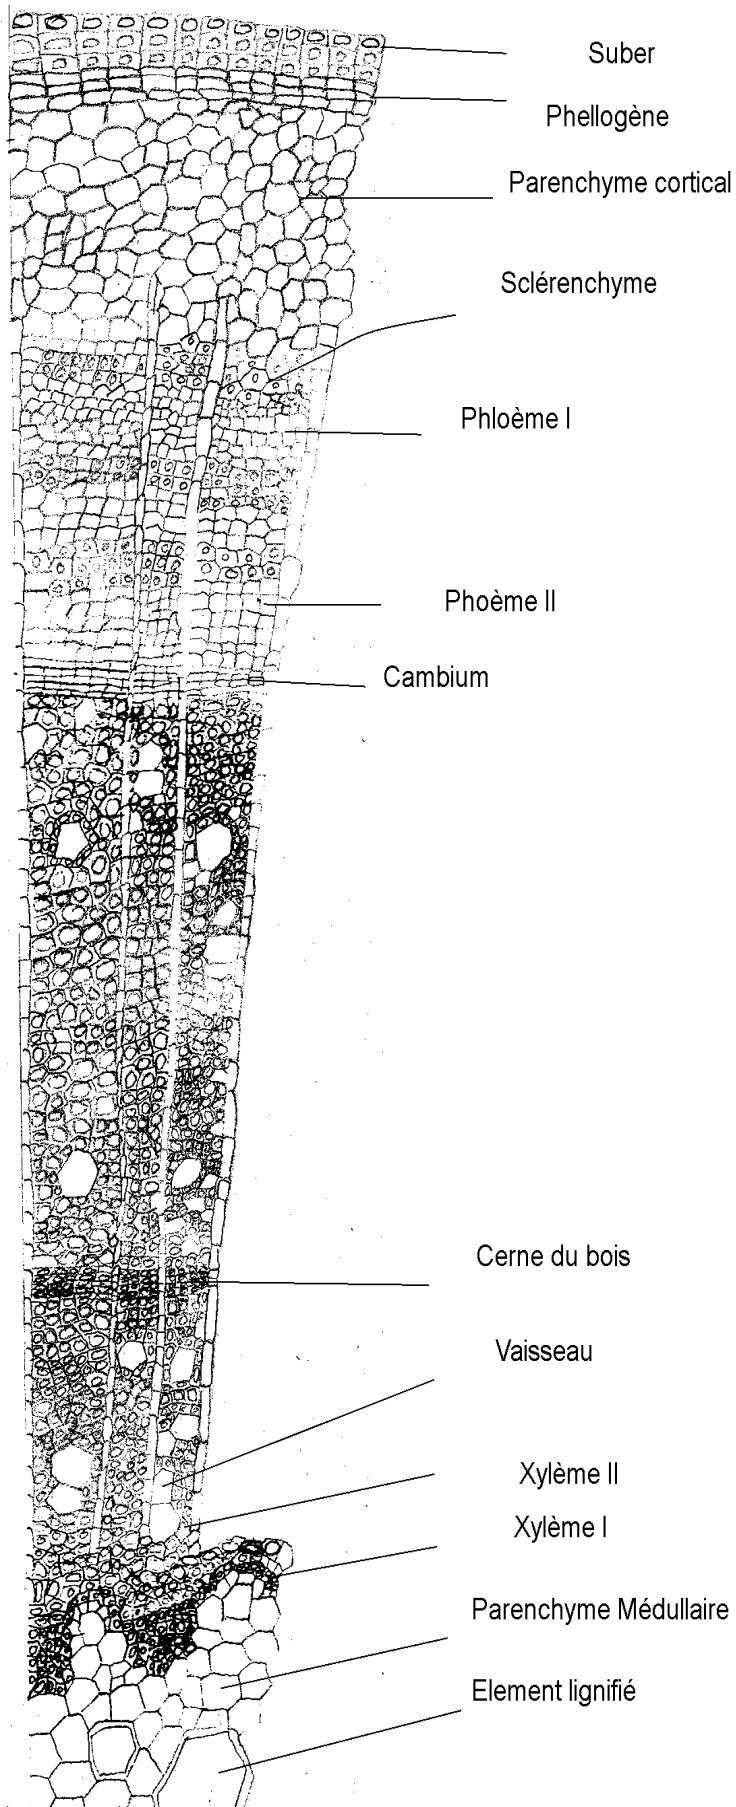 Suber
Phellogène
Parenchyme cortical
Sclérenchyme
Phloème I
Phoème II
Cambium
Cerne du bois
Vaisseau
Xylème II
Xylème I
Parenchyme Médullaire
Element lignifié